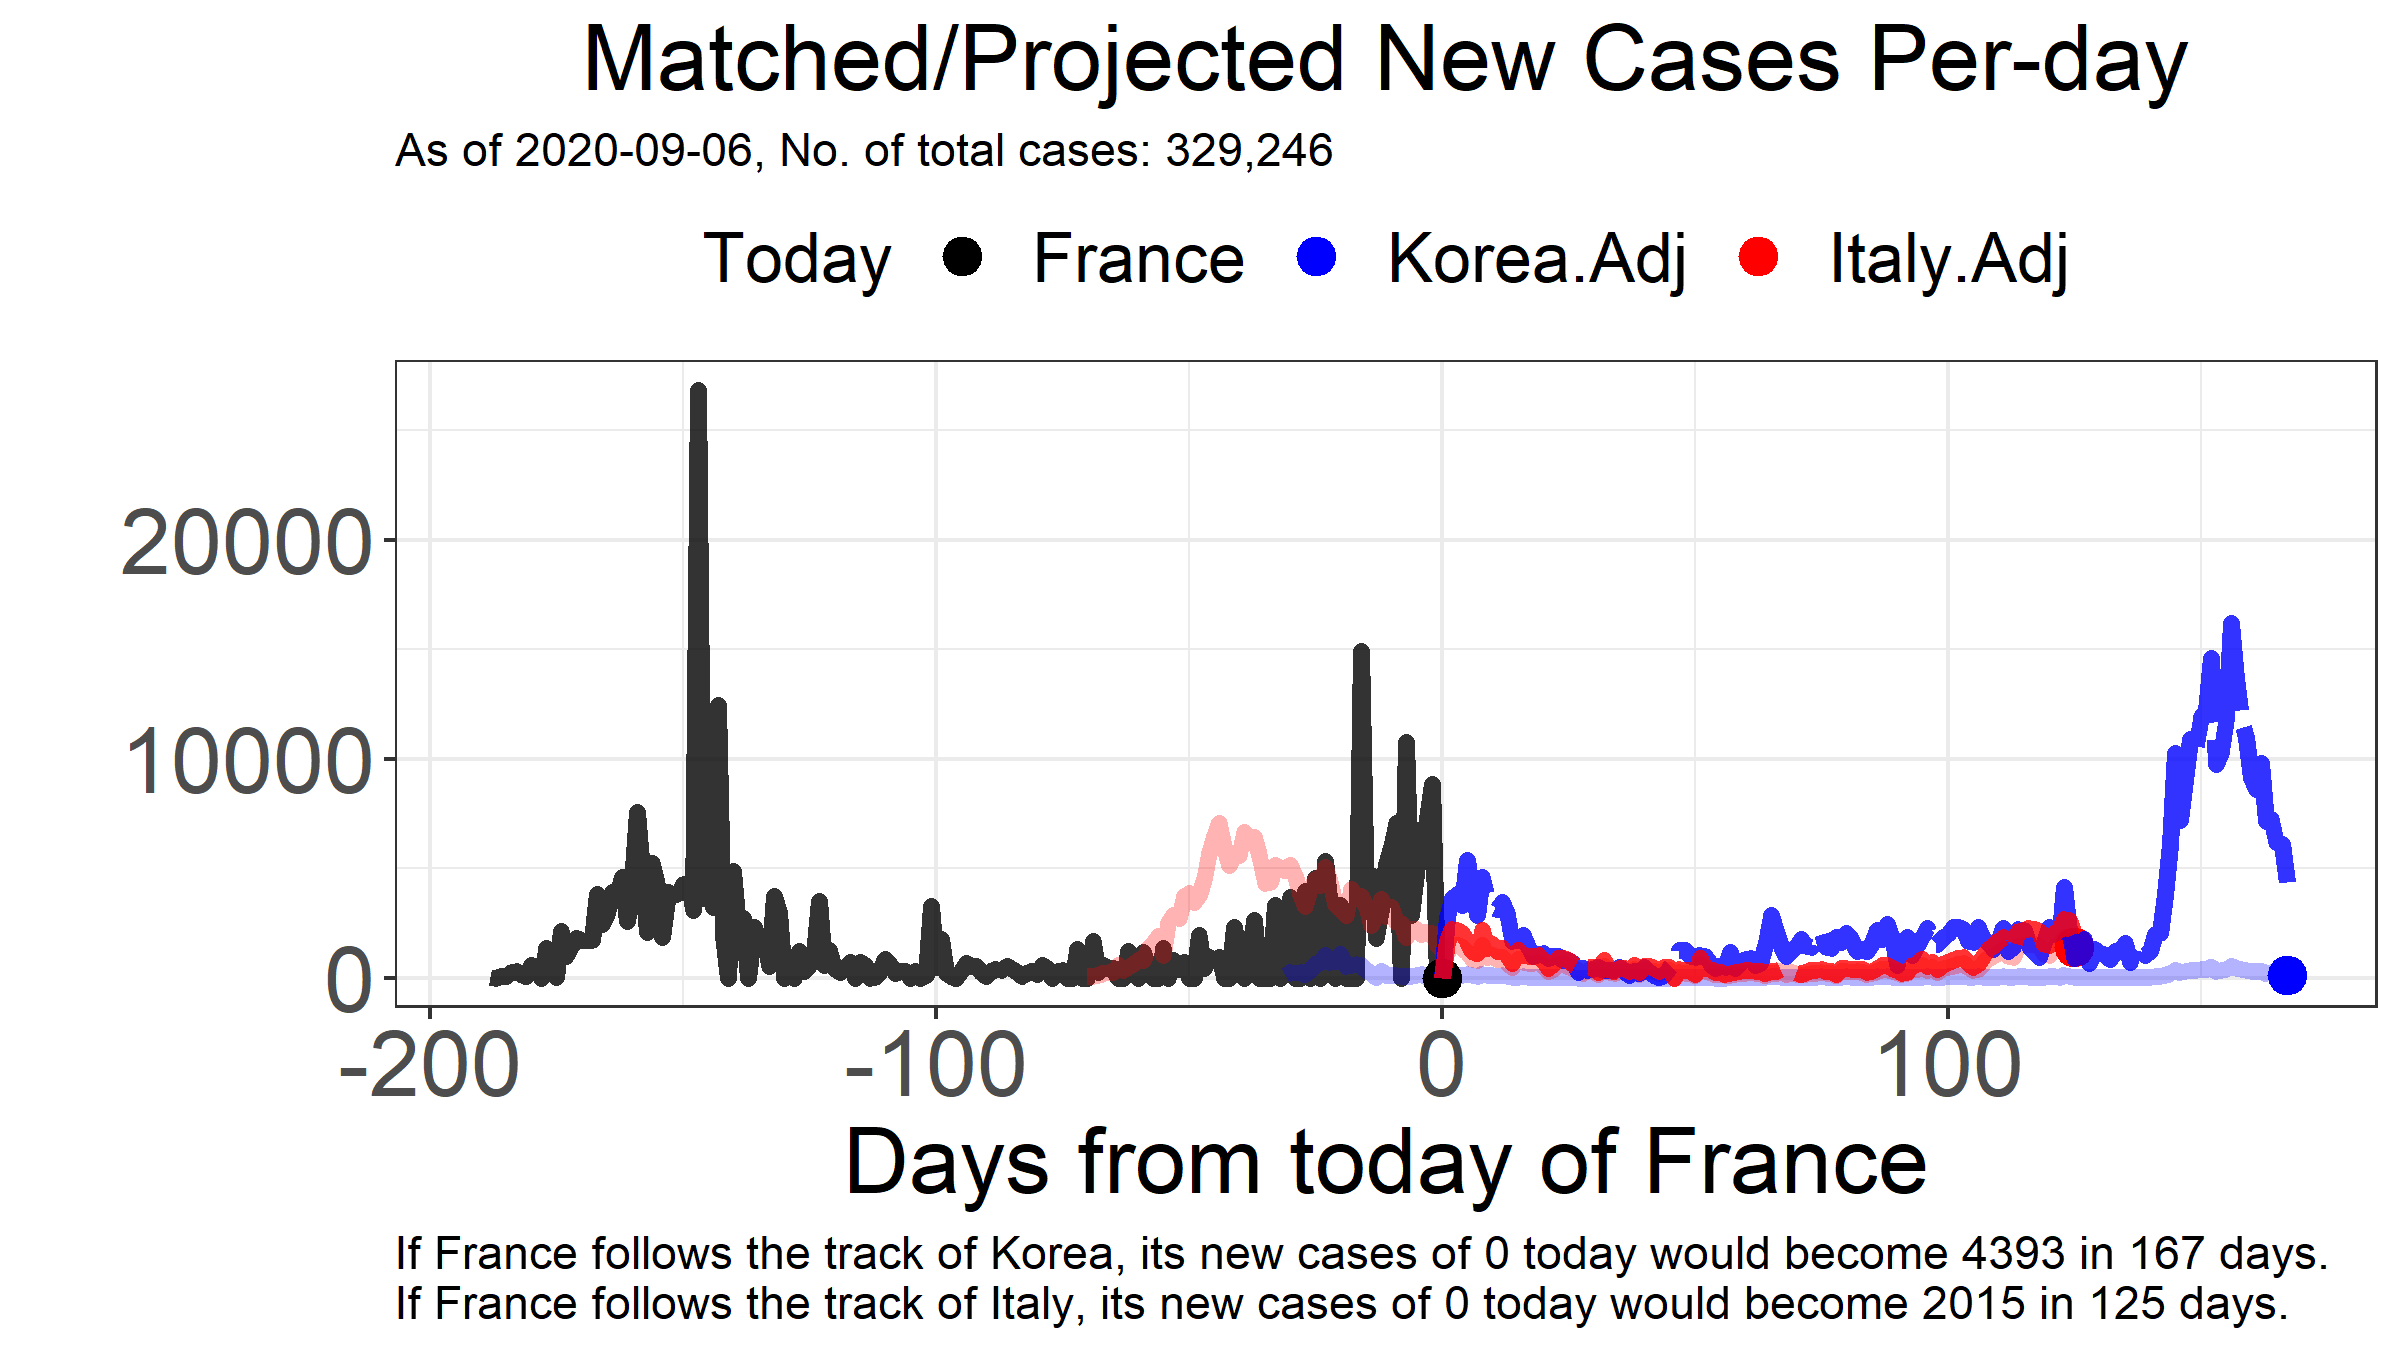 Matched/Projected New Cases Per-day
As of 2020-09-06, No. of total cases: 329,246
Today France Korea.Adj Italy.Adj
20000
10000
0
-200 -100 0 100
Days from today of France
If France follows the track of Korea, its new cases of 0 today would become 4393 in 167 days.
If France follows the track of Italy, its new cases of 0 today would become 2015 in 125 days.